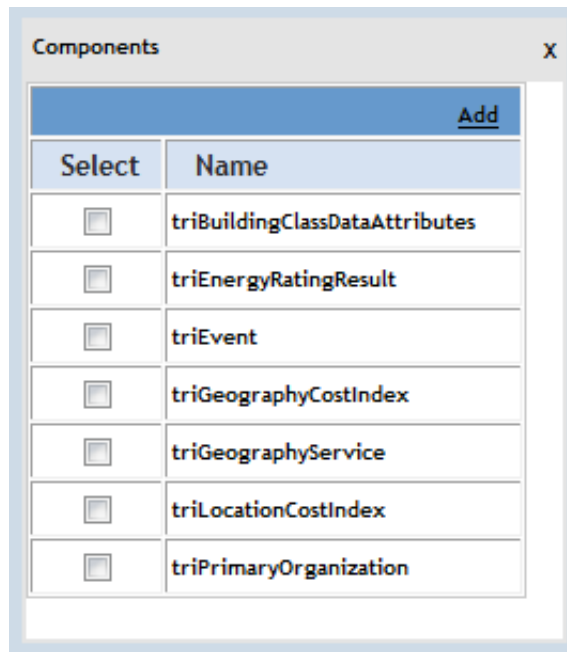 Components x
Add
Select Name
triBuildingClassDataAttributes
triEnergyRatingResult
triEvent
triGeographyCostIndex
triGeographyService
triLocationCostIndex
triPrimaryOrganization